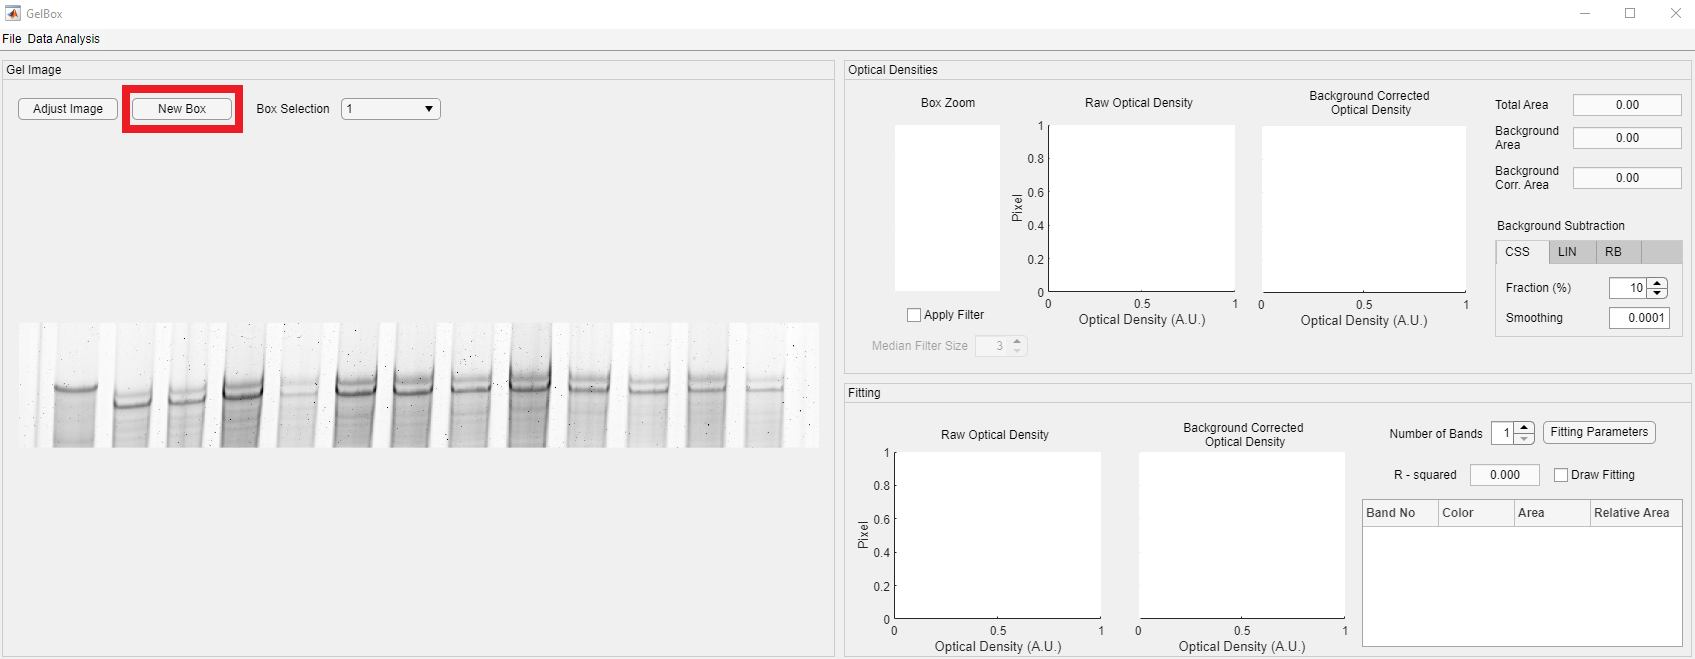 GelBox
File Data Analysis
Gel Image
Adjust Image
New Box
Box Selection
1
Optical Densities
Box Zoom
Apply Filter
Median Filter Size
3
Raw Optical Density
1
0.8
0.6
0.4
0.2
0
Pixel
0 0.5 1
Optical Density (A.U.)
Background Corrected
Optical Density
0 0.5 1
Optical Density (A.U.)
Total Area
0.00
Background
Area
0.00
Background
Corr. Area
0.00
Background Subtraction
CSS LIN RB
Fraction (%)
10
Smoothing
0.0001
Fitting
Raw Optical Density
1
0.8
0.6
0.4
0.2
0
Pixel
0 0.5 1
Optical Density (A.U.)
Background Corrected
Optical Density
0 0.5 1
Optical Density (A.U.)
Number of Bands
1
Fitting Parameters
R - squared
0.000
Draw Fitting
Band No Color Area Relative Area